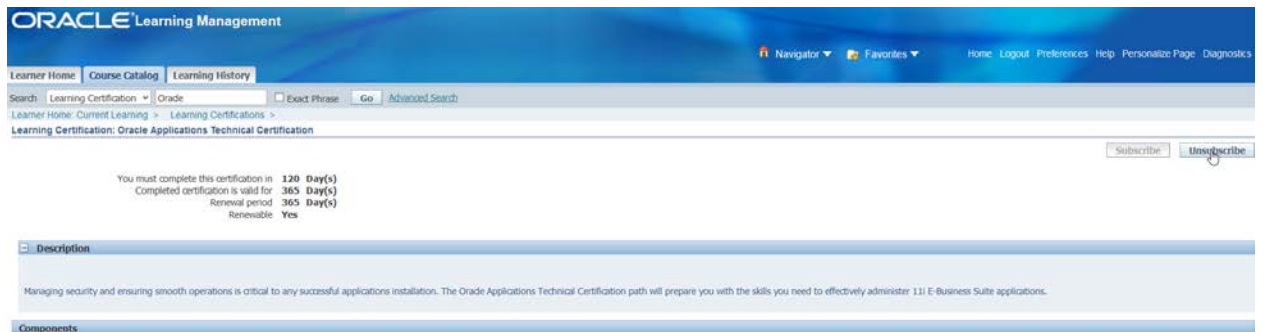 ORACLE Learning Management
Navigator Favorites Home Logout Preferences Help Personalize Page Diagnostics
Learner Home Course Catalog Learning History
Search Learning Certification Oracle Exact Phrase Go Advanced Search
Learner Home: Current Learning > Learning Certifications >
Learning Certification: Oracle Applications Technical Certification
Subscribe Unsubscribe
You must complete this certification in 120 Day(s)
Completed certification is valid for 365 Day(s)
Renewal period 365 Day(s)
Renewable Yes
Description
Managing security and ensuring smooth operations is critical to any successful applications installation. The Oracle Applications Technical Certification path will prepare you with the skills you need to effectively administer 11i E-Business Suite applications.
Components